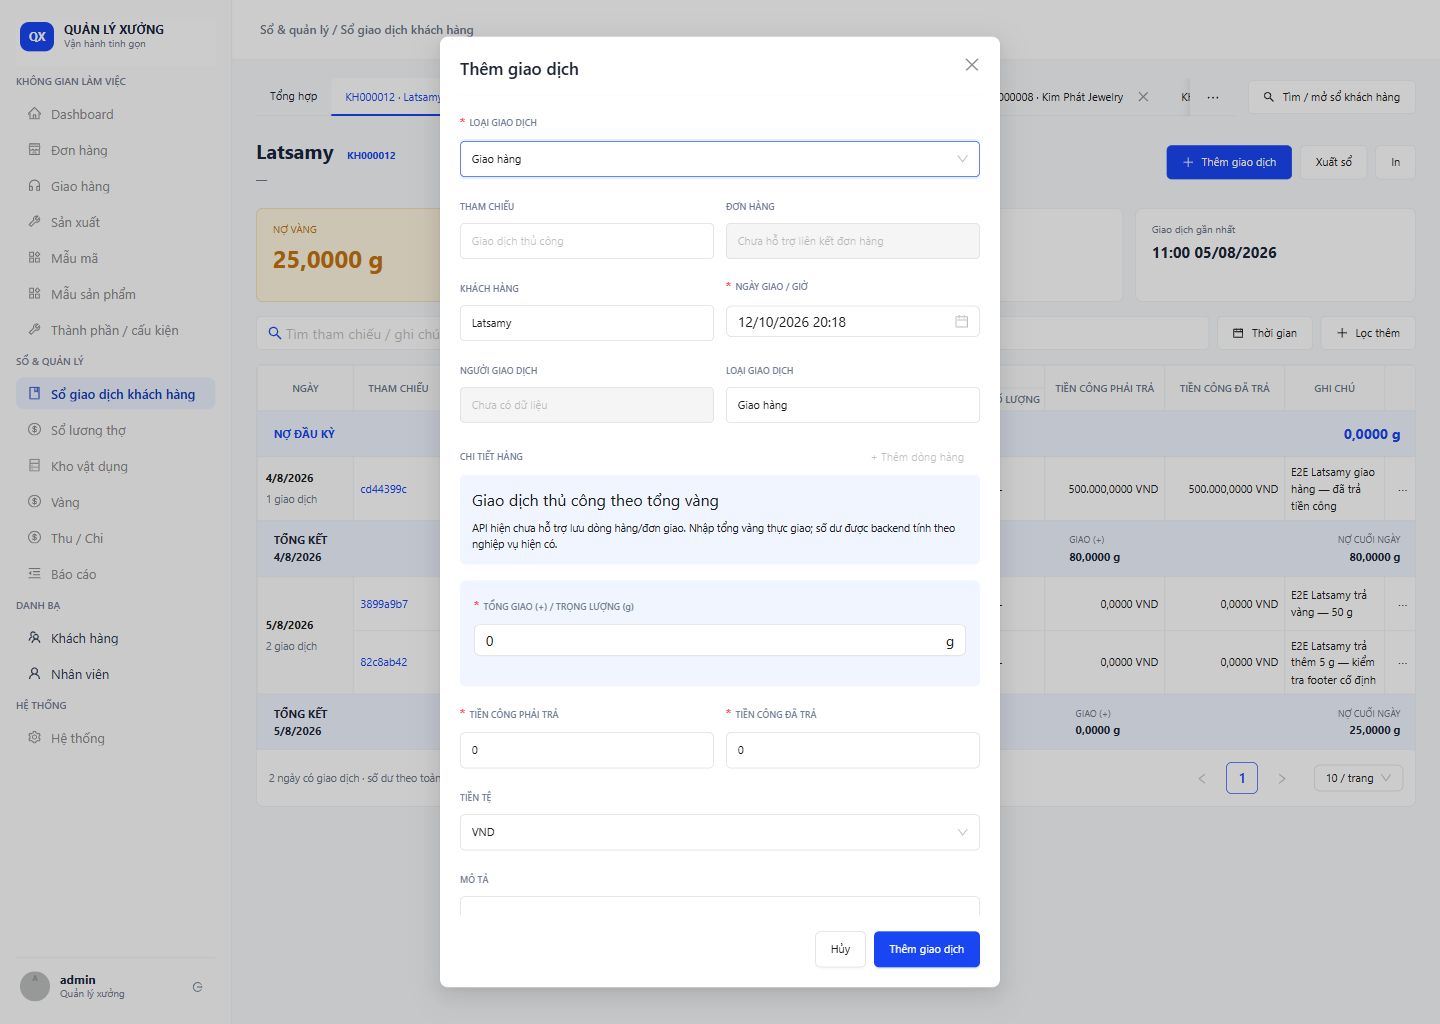 QX
QUẢN LÝ XƯỞNG
Vận hành tinh gọn
KHÔNG GIAN LÀM VIỆC
Dashboard
Đơn hàng
Giao hàng
Sản xuất
Mẫu mã
Mẫu sản phẩm
Thành phần / cấu kiện
SỔ & QUẢN LÝ
Sổ giao dịch khách hàng
Sổ lương thợ
Kho vật dụng
Vàng
Thu / Chi
Báo cáo
DANH BẠ
Khách hàng
Nhân viên
HỆ THỐNG
Hệ thống
A
admin
Quản lý xưởng
Sổ & quản lý / Sổ giao dịch khách hàng
Tổng hợp
KH000012 · Latsamy
000008 · Kim Phát Jewelry
Tìm / mở sổ khách hàng
Latsamy KH000012
—
+ Thêm giao dịch
Xuất sổ
In
NỢ VÀNG
25,0000 g
Giao dịch gần nhất
11:00 05/08/2026
Tìm tham chiếu / ghi chú
Thời gian
+ Lọc thêm
NGÀY
THAM CHIẾU
LƯỢNG
TIỀN CÔNG PHẢI TRẢ
TIỀN CÔNG ĐÃ TRẢ
GHI CHÚ
NỢ ĐẦU KỲ
0,0000 g
4/8/2026
1 giao dịch
cd44399c
500.000,0000 VND
500.000,0000 VND
E2E Latsamy giao
hàng — đã trả
tiền công
...
TỔNG KẾT
4/8/2026
GIAO (+)
80,0000 g
NỢ CUỐI NGÀY
80,0000 g
5/8/2026
2 giao dịch
3899a9b7
0,0000 VND
0,0000 VND
E2E Latsamy trả
vàng — 50 g
...
82c8ab42
0,0000 VND
0,0000 VND
E2E Latsamy trả
thêm 5 g — kiểm
tra footer cố định
...
TỔNG KẾT
5/8/2026
GIAO (+)
0,0000 g
NỢ CUỐI NGÀY
25,0000 g
2 ngày có giao dịch · số dư theo toàn
1
10 / trang
Thêm giao dịch
* LOẠI GIAO DỊCH
Giao hàng
THAM CHIẾU
Giao dịch thủ công
ĐƠN HÀNG
Chưa hỗ trợ liên kết đơn hàng
KHÁCH HÀNG
Latsamy
* NGÀY GIAO / GIỜ
12/10/2026 20:18
NGƯỜI GIAO DỊCH
Chưa có dữ liệu
LOẠI GIAO DỊCH
Giao hàng
CHI TIẾT HÀNG
+ Thêm dòng hàng
Giao dịch thủ công theo tổng vàng
API hiện chưa hỗ trợ lưu dòng hàng/đơn giao. Nhập tổng vàng thực giao; số dư được backend tính theo
nghiệp vụ hiện có.
* TỔNG GIAO (+) / TRỌNG LƯỢNG (g)
0
g
* TIỀN CÔNG PHẢI TRẢ
0
* TIỀN CÔNG ĐÃ TRẢ
0
TIỀN TỆ
VND
MÔ TẢ
Hủy
Thêm giao dịch